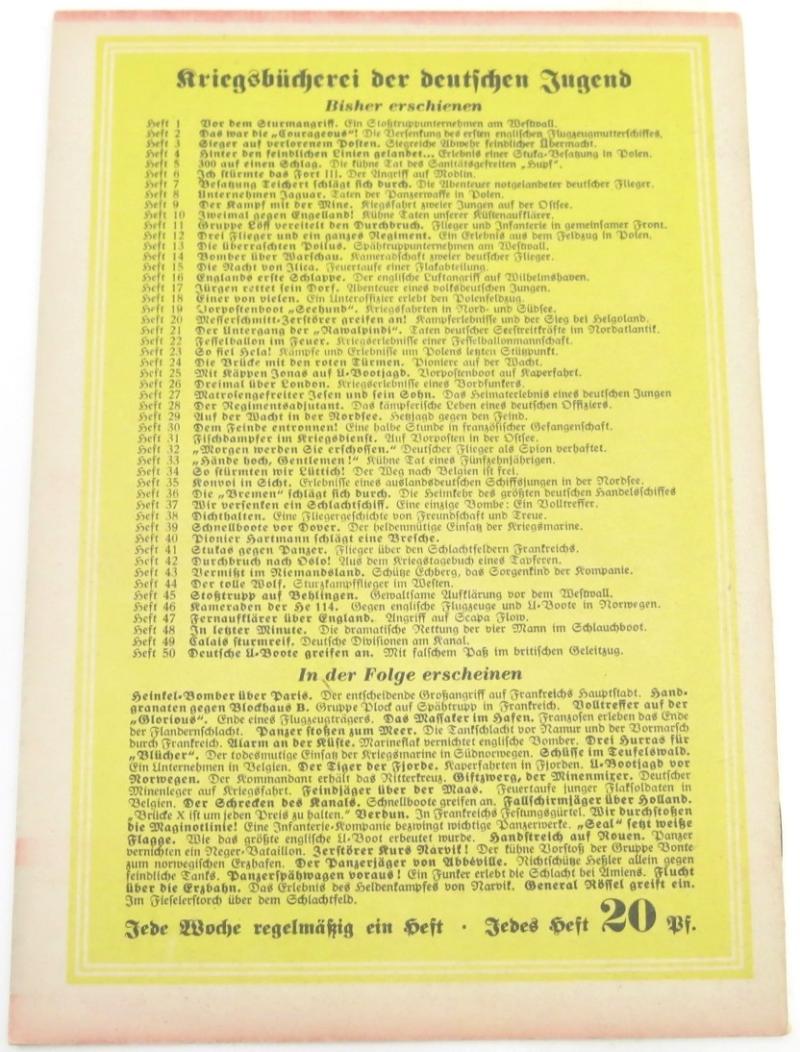 Kriegsbücherei der deutschen Jugend
Bisher erschienen
Heft 1 Vor dem Sturmangriff. Ein Stoßtruppunternehmen am Westwall.
Heft 2 Das war die „Courageous“! Die Versenkung des ersten englischen Flugzeugmutterschiffes.
Heft 3 Sieger auf verlorenem Posten. Siegreiche Abwehr feindlicher Übermacht.
Heft 4 Hinter den feindlichen Linien gelandet... Erlebnis einer Stuka-Besatzung in Polen.
Heft 5 300 auf einen Schlag. Die kühne Tat des Sanitätsgefreiten „Hupf“.
Heft 6 Ich stürmte das Fort III. Der Angriff auf Modlin.
Heft 7 Besatzung Teichert schlägt sich durch. Die Abenteuer notgelandeter deutscher Flieger.
Heft 8 Unternehmen Jaguar. Taten der Panzerwaffe in Polen.
Heft 9 Der Kampf mit der Mine. Kriegsfahrt zweier Jungen auf der Ostsee.
Heft 10 Zweimal gegen Engelland! Kühne Taten unserer Küstenaufklärer.
Heft 11 Gruppe Löff vereitelt den Durchbruch. Flieger und Infanterie in gemeinsamer Front.
Heft 12 Drei Flieger und ein ganzes Regiment. Ein Erlebnis aus dem Feldzug in Polen.
Heft 13 Die überraschten Poilus. Spähtruppunternehmen am Westwall.
Heft 14 Bomber über Warschau. Kameradschaft zweier deutscher Flieger.
Heft 15 Die Nacht von Ilica. Feuertaufe einer Flakabteilung.
Heft 16 Englands erste Schlappe. Der englische Luftangriff auf Wilhelmshaven.
Heft 17 Jürgen rettet sein Dorf. Abenteuer eines volksdeutschen Jungen.
Heft 18 Einer von vielen. Ein Unteroffizier erlebt den Polenfeldzug.
Heft 19 Vorpostenboot „Seehund“. Kriegsfahrten in Nord- und Südsee.
Heft 20 Messerschmitt-Zerstörer greifen an! Kampferlebnisse und der Sieg bei Helgoland.
Heft 21 Der Untergang der „Rawalpindi“. Taten deutscher Seestreitkräfte im Nordatlantik.
Heft 22 Fesselballon im Feuer. Kriegserlebnisse einer Fesselballonmannschaft.
Heft 23 So fiel Hela! Kämpfe und Erlebnisse um Polens letzten Stützpunkt.
Heft 24 Die Brücke mit den roten Türmen. Pioniere auf der Wacht.
Heft 25 Mit Käppen Jonas auf U-Bootjagd. Vorpostenboot auf Kaperfahrt.
Heft 26 Dreimal über London. Kriegserlebnisse eines Bordfunkers.
Heft 27 Matrosengefreiter Jesen und sein Sohn. Das Heimaterlebnis eines deutschen Jungen
Heft 28 Der Regimentsadjutant. Das kämpferische Leben eines deutschen Offiziers.
Heft 29 Auf der Wacht in der Nordsee. Hetzjagd gegen den Feind.
Heft 30 Dem Feinde entronnen! Eine halbe Stunde in französischer Gefangenschaft.
Heft 31 Fischdampfer im Kriegsdienst. Auf Vorposten in der Ostsee.
Heft 32 „Morgen werden Sie erschossen.“ Deutscher Flieger als Spion verhaftet.
Heft 33 „Hände hoch, Gentlemen!“ Kühne Tat eines Fünfzehnjährigen.
Heft 34 So stürmten wir Lüttich! Der Weg nach Belgien ist frei.
Heft 35 Konvoi in Sicht. Erlebnisse eines auslandsdeutschen Schiffsjungen in der Nordsee.
Heft 36 Die „Bremen“ schlägt sich durch. Die Heimkehr des größten deutschen Handelsschiffes
Heft 37 Wir versenken ein Schlachtschiff. Eine einzige Bombe: Ein Volltreffer.
Heft 38 Dichthalten. Eine Fliegergeschichte von Freundschaft und Treue.
Heft 39 Schnellboote vor Dover. Der heldenmütige Einsatz der Kriegsmarine.
Heft 40 Pionier Hartmann schlägt eine Bresche.
Heft 41 Stukas gegen Panzer. Flieger über den Schlachtfeldern Frankreichs.
Heft 42 Durchbruch nach Oslo! Aus dem Kriegstagebuch eines Tapferen.
Heft 43 Vermißt im Niemandsland. Schütze Echberg, das Sorgenkind der Kompanie.
Heft 44 Der tolle Wolf. Sturzkampfflieger im Westen.
Heft 45 Stoßtrupp auf Behlingen. Gewaltsame Aufklärung vor dem Westwall.
Heft 46 Kameraden der He 114. Gegen englische Flugzeuge und U-Boote in Norwegen.
Heft 47 Fernaufklärer über England. Angriff auf Scapa Flow.
Heft 48 In letzter Minute. Die dramatische Rettung der vier Mann im Schlauchboot.
Heft 49 Calais sturmreif. Deutsche Divisionen am Kanal.
Heft 50 Deutsche U-Boote greifen an. Mit falschem Paß im britischen Geleitzug.
In der Folge erscheinen
Heinkel-Bomber über Paris. Der entscheidende Großangriff auf Frankreichs Hauptstadt. Hand-
granaten gegen Blockhaus B. Gruppe Plock auf Spähtrupp in Frankreich. Volltreffer auf der
„Glorious“. Ende eines Flugzeugträgers. Das Massaker im Hafen. Franzosen erleben das Ende
der Flandernschlacht. Panzer stoßen zum Meer. Die Tankschlacht vor Namur und der Vormarsch
durch Frankreich. Alarm an der Küste. Marineflak vernichtet englische Bomber. Drei Hurras für
„Blücher“. Der todesmutige Einsatz der Kriegsmarine in Südnorwegen. Schüsse im Teufelswald.
Ein Unternehmen in Belgien. Der Tiger der Fjorde. Kaperfahrten in Fjorden. U-Bootjagd vor
Norwegen. Der Kommandant erhält das Ritterkreuz. Giftzwerg, der Minenmixer. Deutscher
Minenleger auf Kriegsfahrt. Feindjäger über der Maas. Feuertaufe junger Flaksoldaten in
Belgien. Der Schrecken des Kanals. Schnellboote greifen an. Fallschirmjäger über Holland.
„Brücke X ist um jeden Preis zu halten.“ Verdun. In Frankreichs Festungsgürtel. Wir durchstoßen
die Maginotlinie! Eine Infanterie-Kompanie bezwingt wichtige Panzerwerke. „Seal“ setzt weiße
Flagge. Wie das größte englische U-Boot erbeutet wurde. Handstreich auf Rouen. Panzer
vernichten ein Neger-Bataillon. Zerstörer Kurs Narvik! Der kühne Vorstoß der Gruppe Bonte
zum norwegischen Erzhafen. Der Panzerjäger von Abbéville. Richtschütze Heßler allein gegen
feindliche Tanks. Panzerspähwagen voraus! Ein Funker erlebt die Schlacht bei Amiens. Flucht
über die Erzbahn. Das Erlebnis des Heldenkampfes von Narvik. General Rössel greift ein.
Im Fieselerstorch über dem Schlachtfeld.
Jede Woche regelmäßig ein Heft · Jedes Heft 20 Pf.